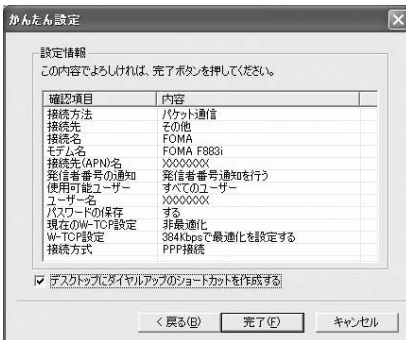 かんたん設定
設定情報
この内容でよろしければ、完了ボタンを押してください。
確認項目 内容
接続方法 パケット通信
接続先 その他
接続名 FOMA
モデム名 FOMA F883i
接続先(APN)名 XXXXXXXX
発信者番号の通知 発信者番号通知を行う
使用可能ユーザー すべてのユーザー
ユーザー名 XXXXXXXX
パスワードの保存 する
現在のW-TCP設定 非最適化
W-TCP設定 384Kbpsで最適化を設定する
接続方式 PPP接続
デスクトップにダイヤルアップのショートカットを作成する
< 戻る(B) 完了(F) キャンセル